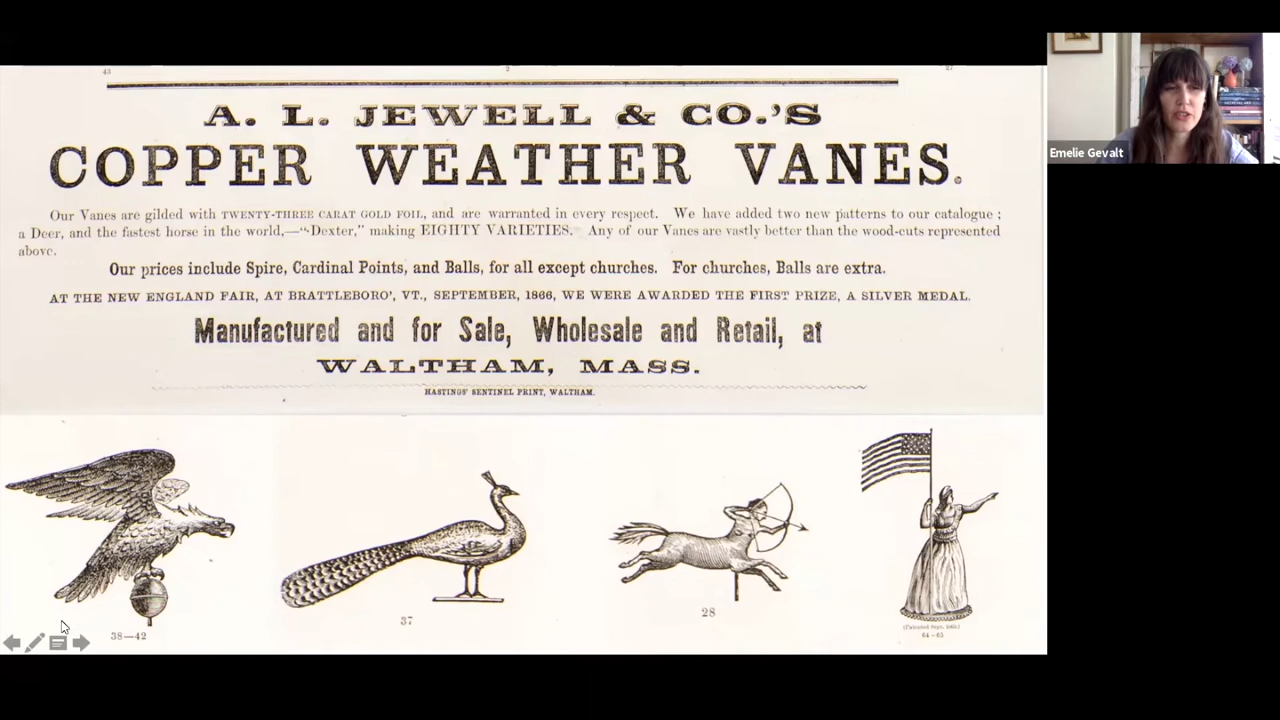 43 2 27
A. L. JEWELL & CO.'S
COPPER WEATHER VANES.
Our Vanes are gilded with TWENTY-THREE CARAT GOLD FOIL, and are warranted in every respect. We have added two new patterns to our catalogue ;
a Deer, and the fastest horse in the world,—“Dexter,” making EIGHTY VARIETIES. Any of our Vanes are vastly better than the wood-cuts represented
above.
Our prices include Spire, Cardinal Points, and Balls, for all except churches. For churches, Balls are extra.
AT THE NEW ENGLAND FAIR, AT BRATTLEBORO', VT., SEPTEMBER, 1866, WE WERE AWARDED THE FIRST PRIZE, A SILVER MEDAL.
Manufactured and for Sale, Wholesale and Retail, at
WALTHAM, MASS.
HASTINGS' SENTINEL PRINT, WALTHAM.
38—42
37
28
(Patented Sept.
64-65
Emelie Gevalt